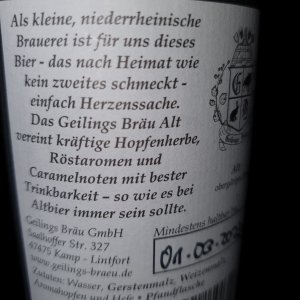 Als kleine, niederrheinische
Brauerei ist für uns dieses
Bier - das nach Heimat wie
kein zweites schmeckt -
einfach Herzenssache.
Das Geilings Bräu Alt
vereint kräftige Hopfenherbe,
Röstaromen und
Caramelnoten mit bester
Trinkbarkeit – so wie es bei
Altbier immer sein sollte.
Geilings Bräu GmbH
Saalhoffer Str. 327
47475 Kamp - Lintfort
www.geilings-braeu.de
Zutaten: Wasser, Gerstenmalz, Weizenmalz,
Aromahopfen und Hefe • Pfandflasche
Mindestens haltbar